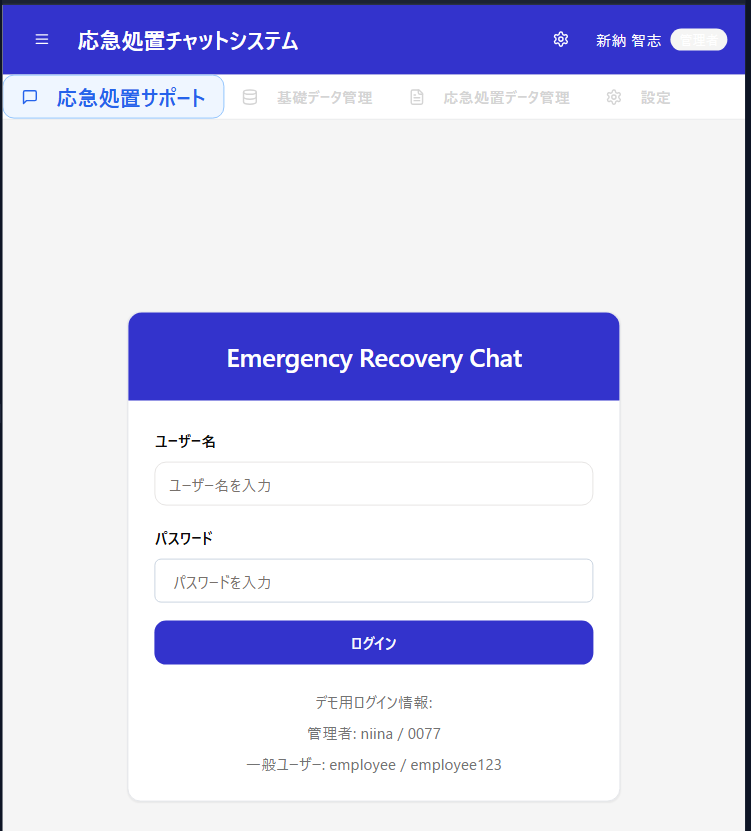 応急処置チャットシステム
新納 智志
管理者
応急処置サポート
基礎データ管理
応急処置データ管理
設定
Emergency Recovery Chat
ユーザー名
ユーザー名を入力
パスワード
パスワードを入力
ログイン
デモ用ログイン情報:
管理者: niina / 0077
一般ユーザー: employee / employee123